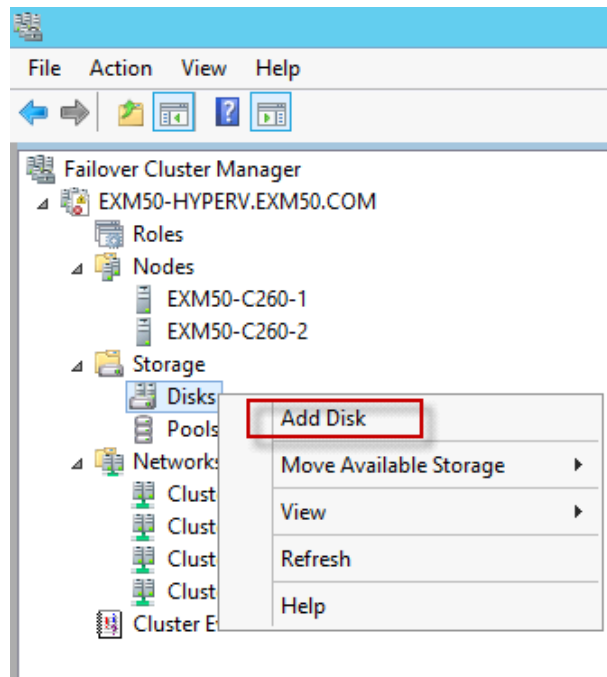 File Action View Help
Failover Cluster Manager
EXM50-HYPERV.EXM50.COM
Roles
Nodes
EXM50-C260-1
EXM50-C260-2
Storage
Disks
Add Disk
Pools
Move Available Storage
Networks
Clust
View
Clust
Clust
Refresh
Clust
Help
Cluster E